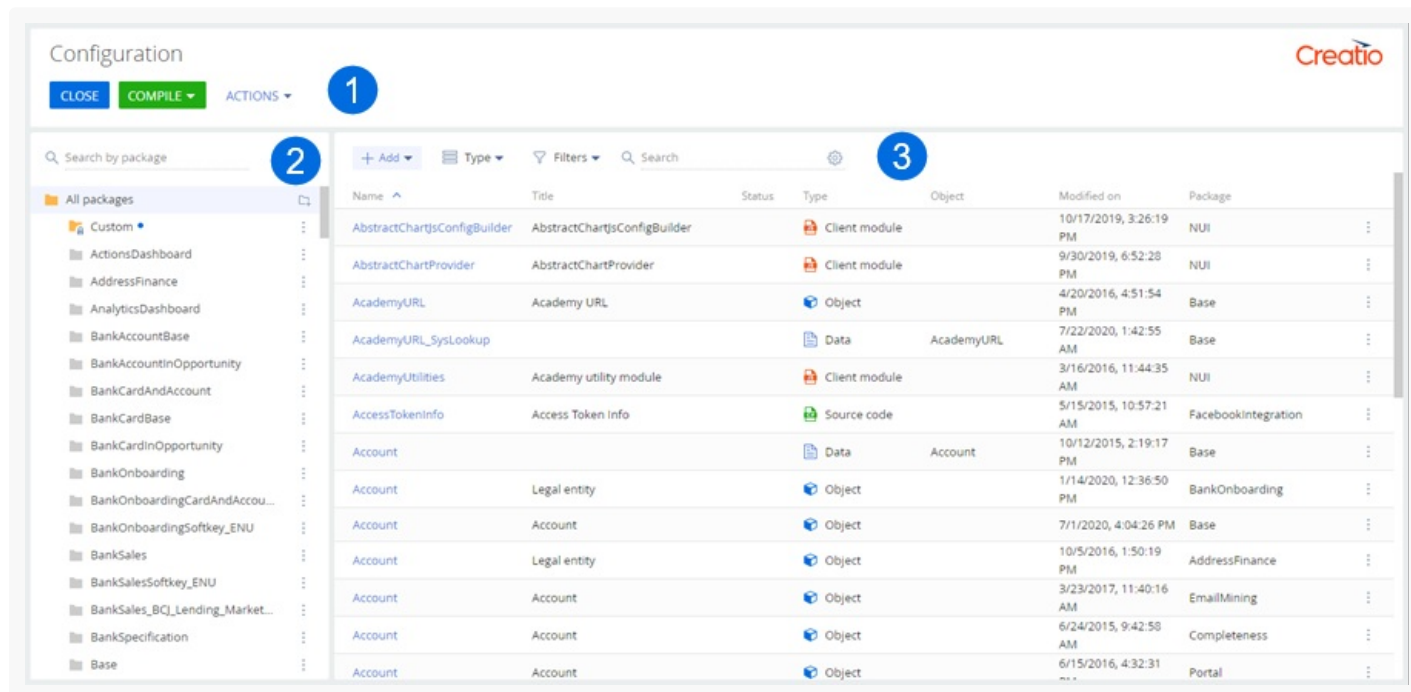 Configuration
Creatio
CLOSE COMPILE ACTIONS 1
Search by package 2
+ Add Type Filters Search 3
All packages
Custom
ActionsDashboard
AddressFinance
AnalyticsDashboard
BankAccountBase
BankAccountInOpportunity
BankCardAndAccount
BankCardBase
BankCardInOpportunity
BankOnboarding
BankOnboardingCardAndAccou...
BankOnboardingSoftkey_ENU
BankSales
BankSalesSoftkey_ENU
BankSales_BCJ_Lending_Market...
BankSpecification
Base
Name Title Status Type Object Modified on Package
AbstractChartJsConfigBuilder AbstractChartJsConfigBuilder Client module 10/17/2019, 3:26:19 PM NUI
AbstractChartProvider AbstractChartProvider Client module 9/30/2019, 6:52:28 PM NUI
AcademyURL Academy URL Object 4/20/2016, 4:51:54 PM Base
AcademyURL_SysLookup Data AcademyURL 7/22/2020, 1:42:55 AM Base
AcademyUtilities Academy utility module Client module 3/16/2016, 11:44:35 AM NUI
AccessTokenInfo Access Token Info Source code 5/15/2015, 10:57:21 AM FacebookIntegration
Account Data Account 10/12/2015, 2:19:17 PM Base
Account Legal entity Object 1/14/2020, 12:36:50 PM BankOnboarding
Account Account Object 7/1/2020, 4:04:26 PM Base
Account Legal entity Object 10/5/2016, 1:50:19 PM AddressFinance
Account Account Object 3/23/2017, 11:40:16 AM EmailMining
Account Account Object 6/24/2015, 9:42:58 AM Completeness
Account Account Object 6/15/2016, 4:32:31 Portal